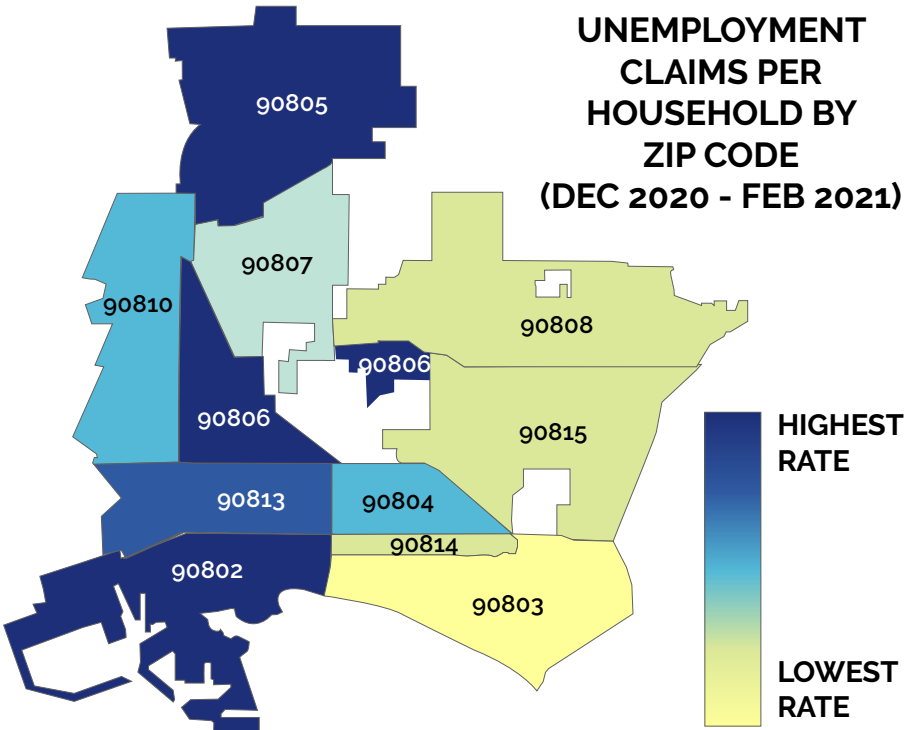 UNEMPLOYMENT
CLAIMS PER
HOUSEHOLD BY
ZIP CODE
(DEC 2020 - FEB 2021)
90805
90807
90810
90808
90806
90806
90815
90813
90804
90814
90802
90803
HIGHEST
RATE
LOWEST
RATE